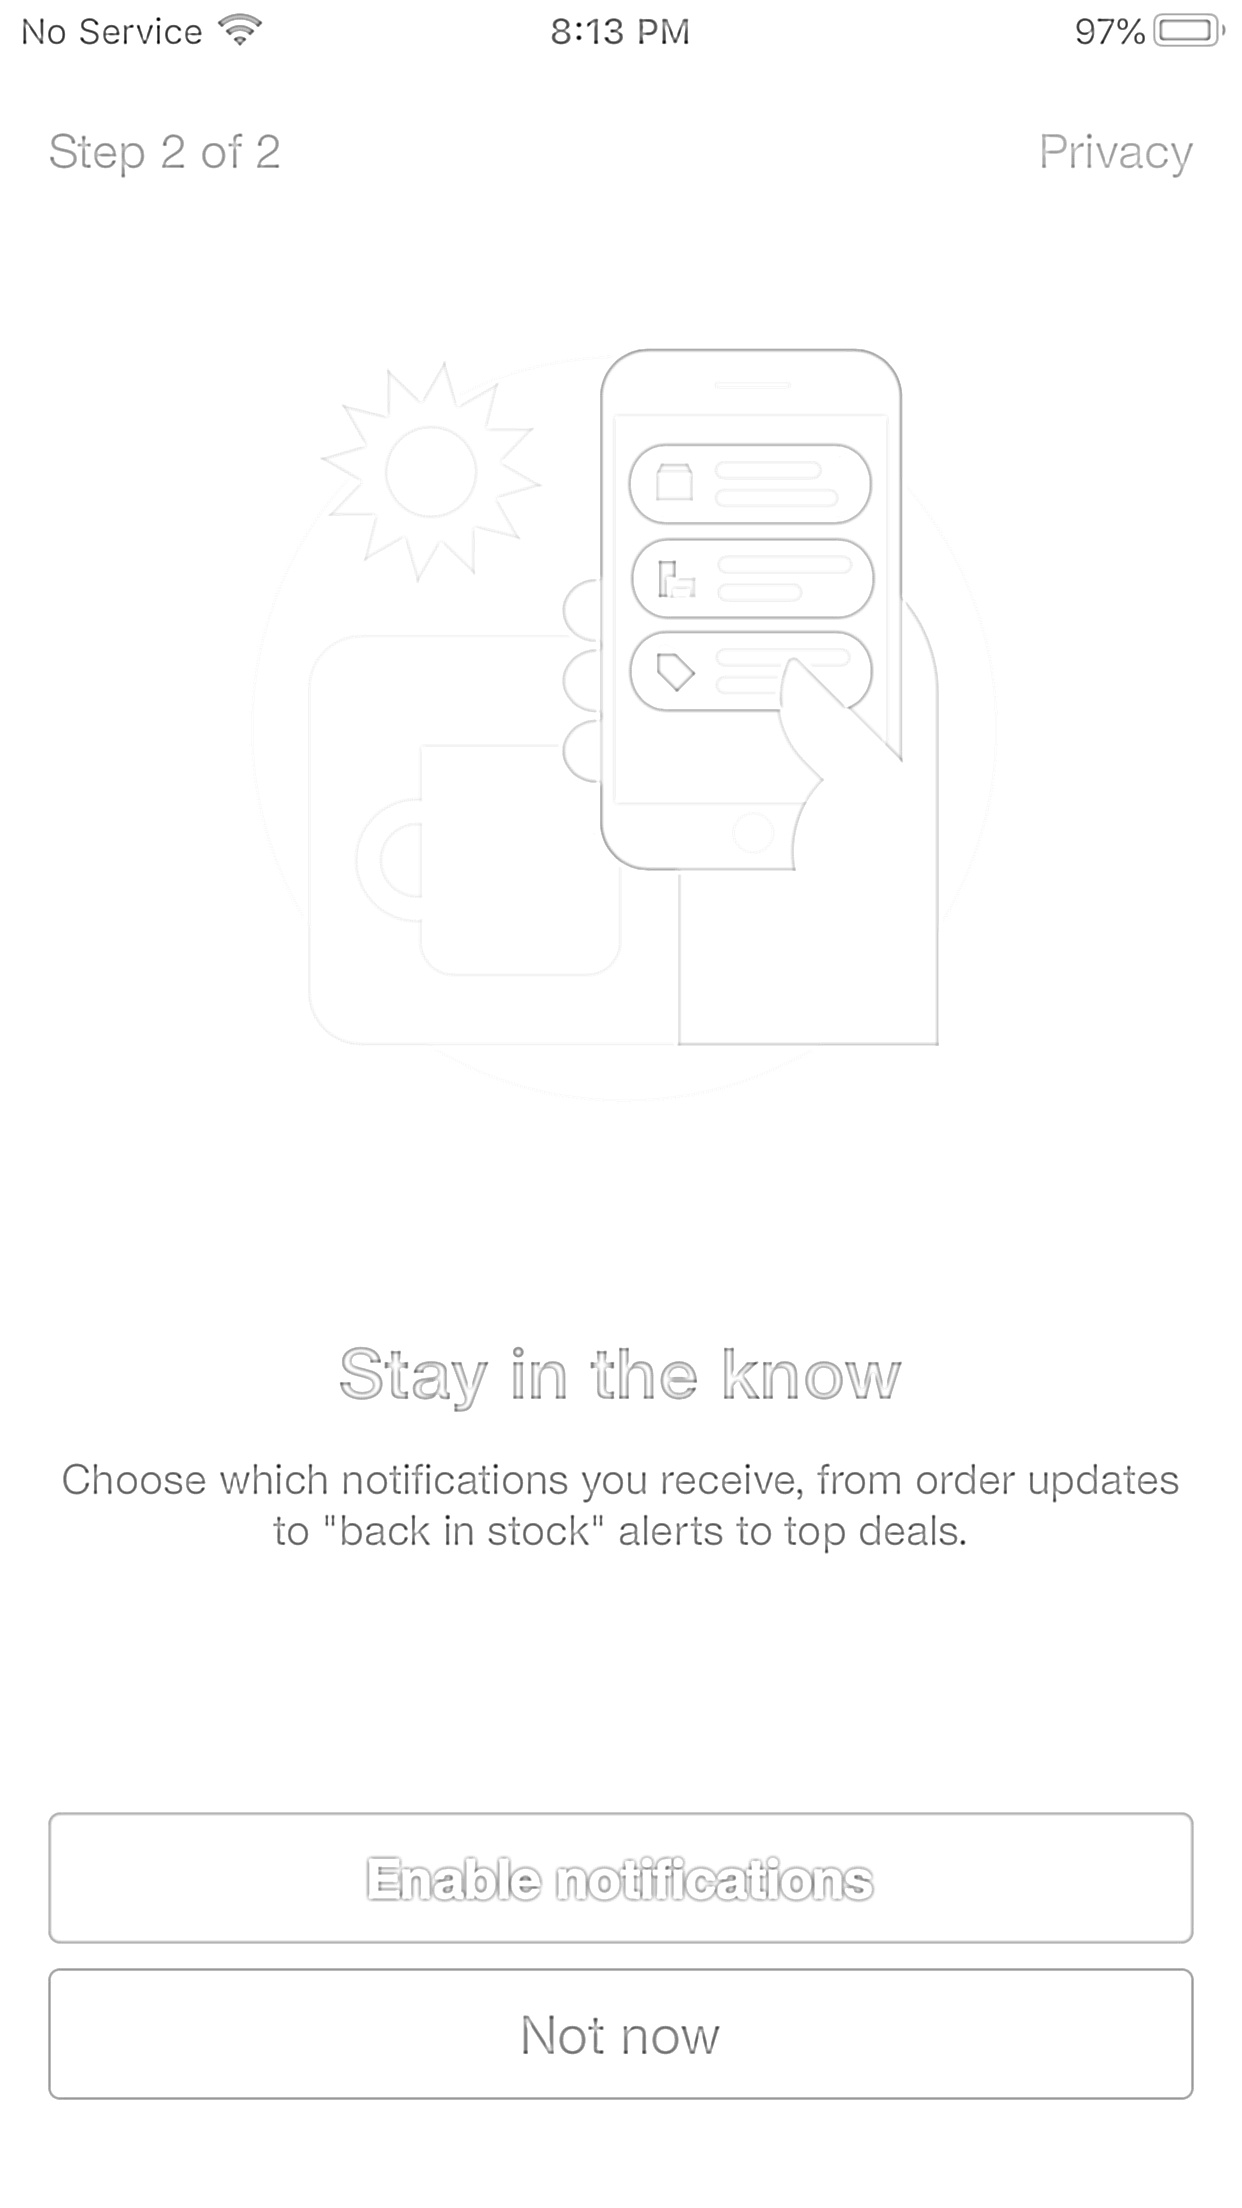 No Service 8:13 PM 97%
Step 2 of 2 Privacy
Stay in the know
Choose which notifications you receive, from order updates
to "back in stock" alerts to top deals.
Enable notifications
Not now